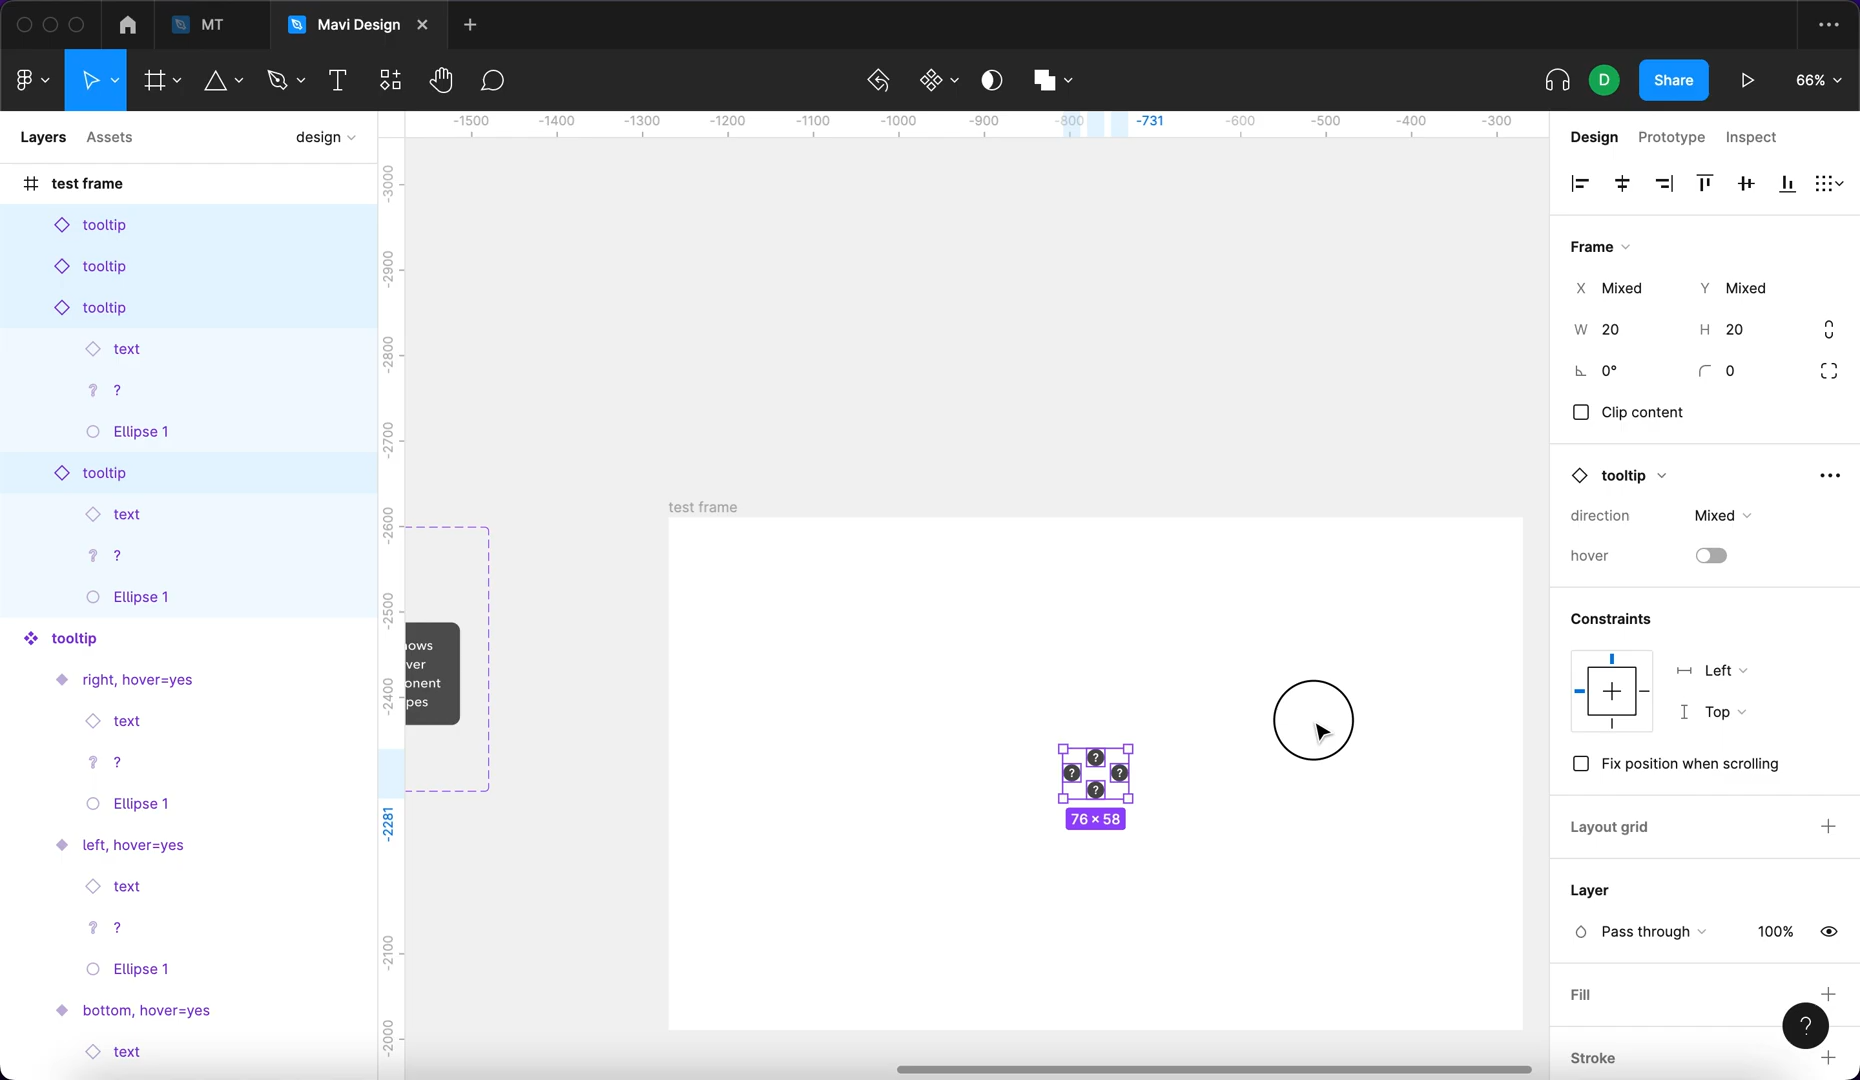 MT
Mavi Design
Share
D
66%
Layers
Assets
design
-1500
-1400
-1300
-1200
-1100
-1000
-900
-800
-731
-600
-500
-400
-300
Design
Prototype
Inspect
test frame
tooltip
tooltip
tooltip
text
?
?
Ellipse 1
tooltip
text
?
?
Ellipse 1
tooltip
right, hover=yes
text
?
?
Ellipse 1
left, hover=yes
text
?
?
Ellipse 1
bottom, hover=yes
text
-3000
-2900
-2800
-2700
-2600
-2500
-2400
-2281
-2100
-2000
test frame
ows
ver
onent
pes
?
?
?
?
76 × 58
Frame
X Mixed
Y Mixed
W 20
H 20
0°
0
Clip content
tooltip
direction
Mixed
hover
Constraints
Left
Top
Fix position when scrolling
Layout grid
Layer
Pass through
100%
Fill
?
Stroke